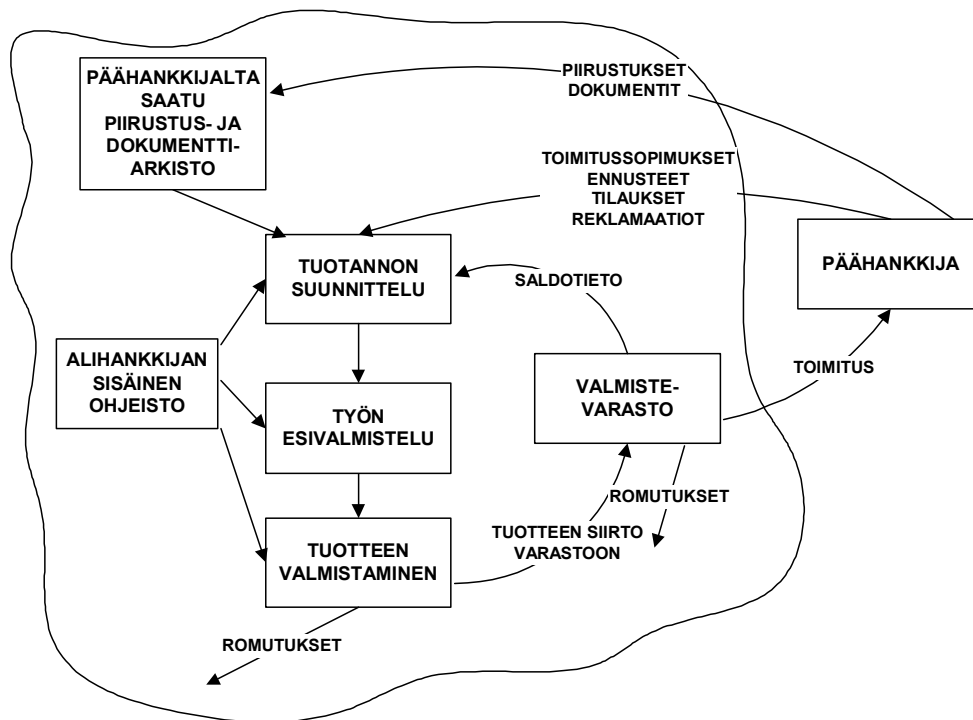 PÄÄHANKKIJALTA
SAATU
PIIRUSTUS- JA
DOKUMENTTI-
ARKISTO
PIIRUSTUKSET
DOKUMENTIT
TOIMITUSSOPIMUKSET
ENNUSTEET
TILAUKSET
REKLAMAATIOT
PÄÄHANKKIJA
TUOTANNON
SUUNNITTELU
SALDOTIETO
ALIHANKKIJAN
SISÄINEN
OHJEISTO
VALMISTE-
VARASTO
TOIMITUS
TYÖN
ESIVALMISTELU
ROMUTUKSET
TUOTTEEN SIIRTO
VARASTOON
TUOTTEEN
VALMISTAMINEN
ROMUTUKSET